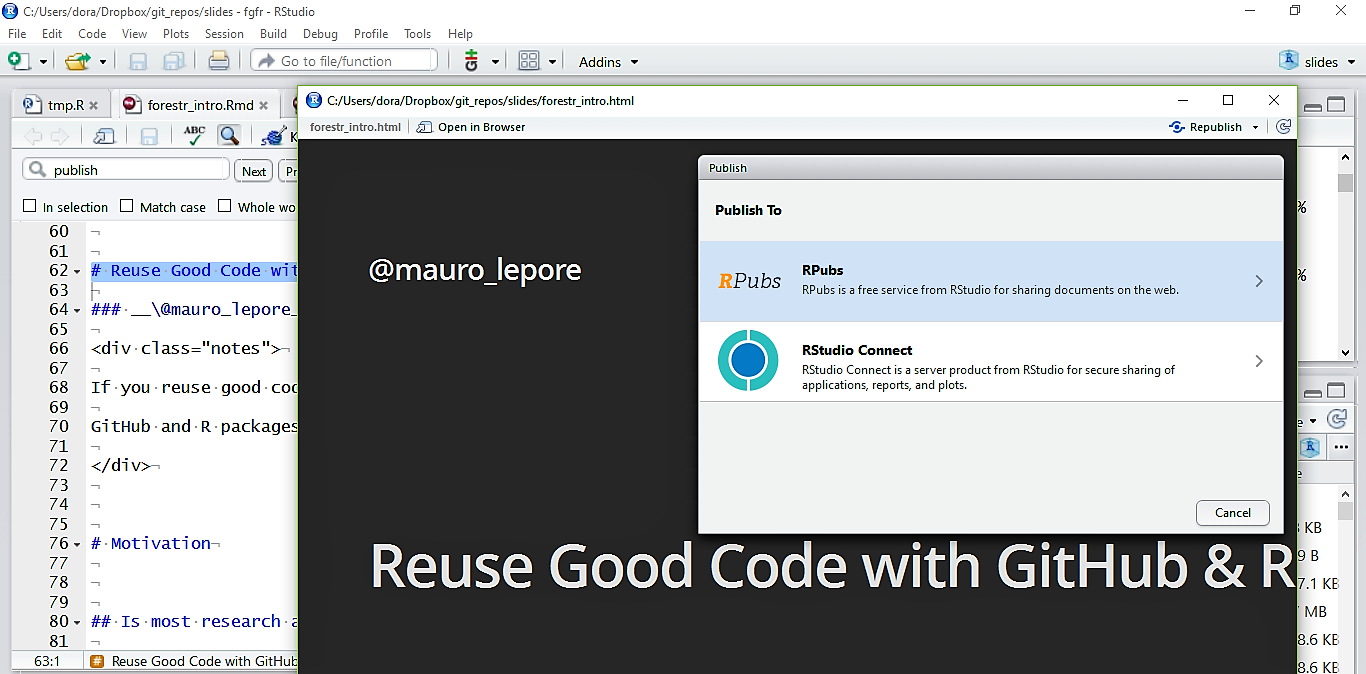 C:/Users/dora/Dropbox/git_repos/slides - fgfr - RStudio
File Edit Code View Plots Session Build Debug Profile Tools Help
Go to file/function Addins slides
tmp.R forestr_intro.Rmd
C:/Users/dora/Dropbox/git_repos/slides/forestr_intro.html
forestr_intro.html Open in Browser Republish
ABC
publish Next
In selection Match case
60
61
62 # Reuse Good Code
63
64 ### __\@mauro_lepore_
65
66 <div class="notes">
67
68 If you reuse good
69
70 GitHub and R packages
71
72 </div>
73
74
75
76 # Motivation
77
78
79
80 ## Is most research
81
63:1 # Reuse Good Code with GitHub
@mauro_lepore
Reuse Good Code with GitHub & R
Publish
Publish To
RPubs
RPubs
RPubs is a free service from RStudio for sharing documents on the web.
RStudio Connect
RStudio Connect is a server product from RStudio for secure sharing of
applications, reports, and plots.
Cancel
%
%
KB
9 B
7.1 KB
MB
8.6 KB
8.6 KB